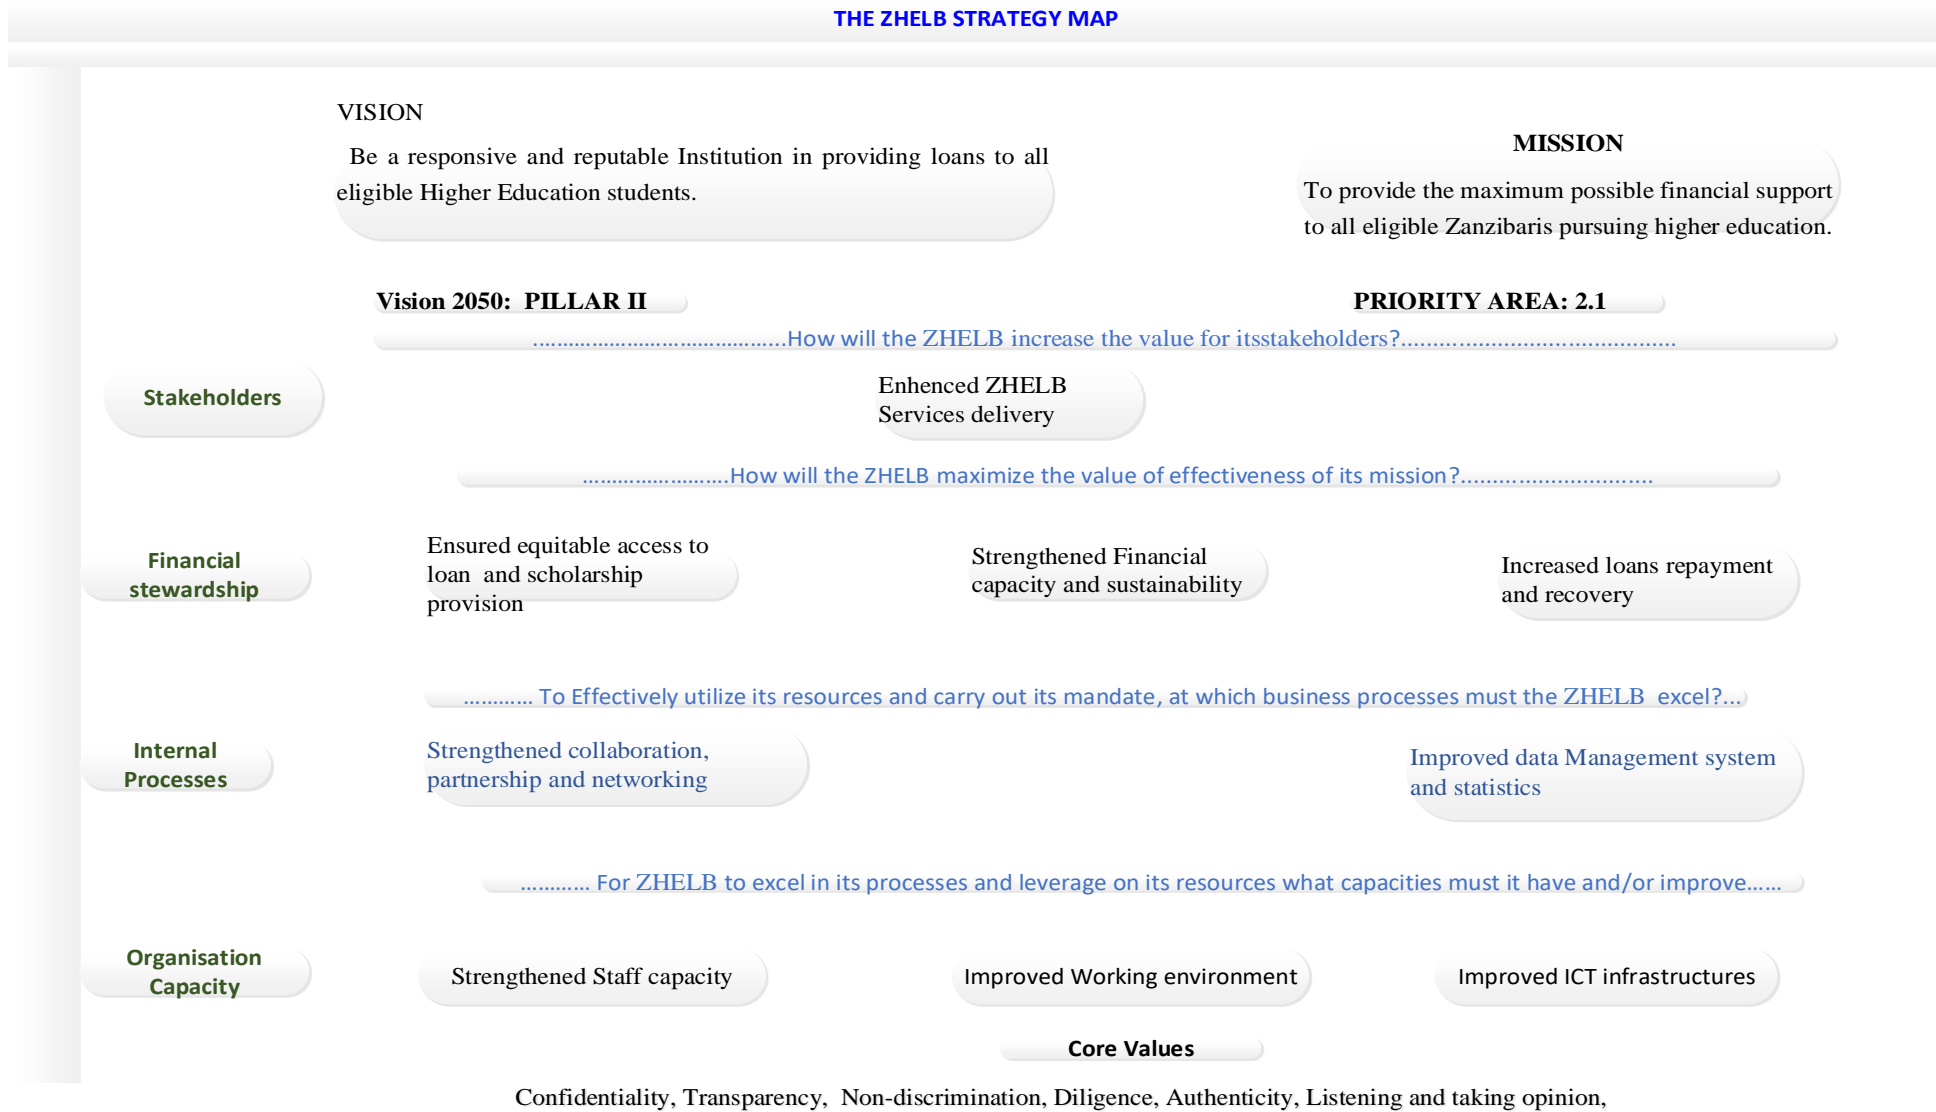 THE ZHELB STRATEGY MAP
VISION
Be a responsive and reputable Institution in providing loans to all
eligible Higher Education students.
MISSION
To provide the maximum possible financial support
to all eligible Zanzibaris pursuing higher education.
Vision 2050: PILLAR II
PRIORITY AREA: 2.1
……………………………………How will the ZHELB increase the value for itsstakeholders?……………………………………
Stakeholders
Enhenced ZHELB
Services delivery
………………….How will the ZHELB maximize the value of effectiveness of its mission?…………………………
Financial
stewardship
Ensured equitable access to
loan and scholarship
provision
Strengthened Financial
capacity and sustainability
Increased loans repayment
and recovery
………… To Effectively utilize its resources and carry out its mandate, at which business processes must the ZHELB excel?...
Internal
Processes
Strengthened collaboration,
partnership and networking
Improved data Management system
and statistics
………… For ZHELB to excel in its processes and leverage on its resources what capacities must it have and/or improve……
Organisation
Capacity
Strengthened Staff capacity
Improved Working environment
Improved ICT infrastructures
Core Values
Confidentiality, Transparency, Non-discrimination, Diligence, Authenticity, Listening and taking opinion,